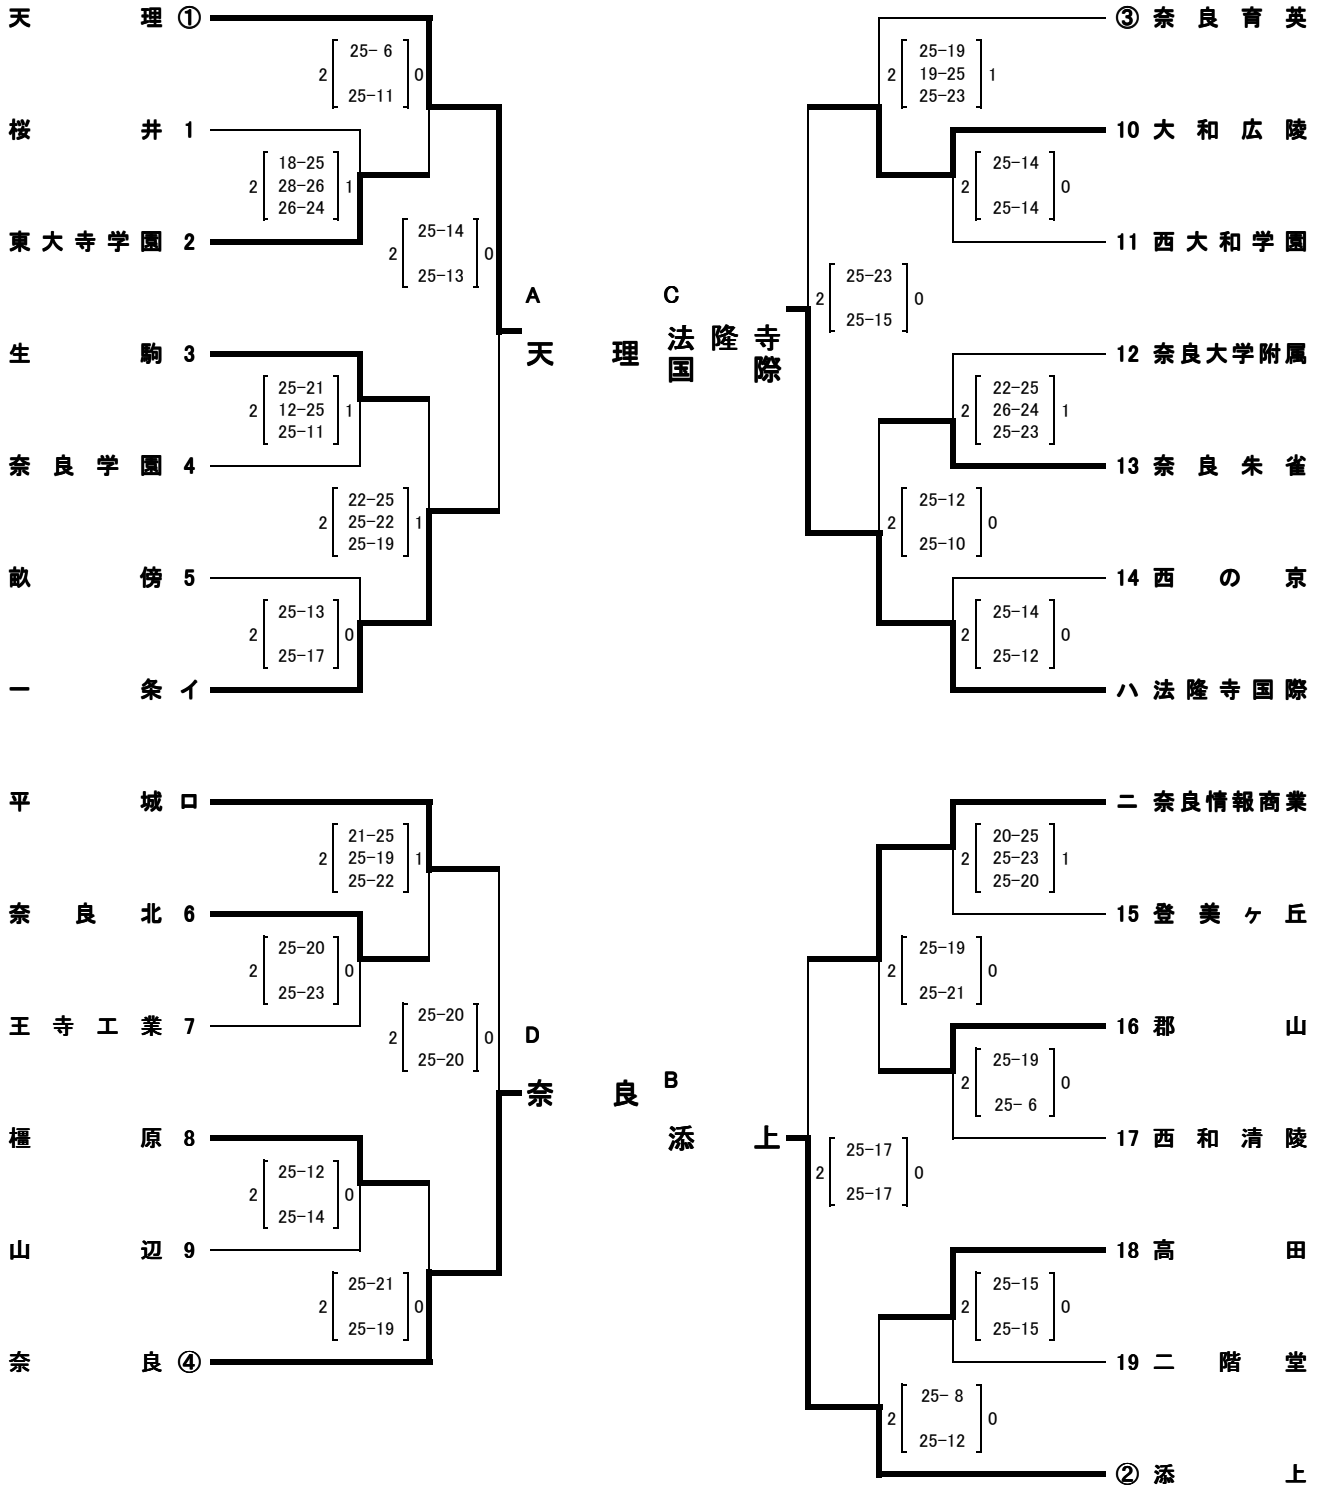 天理 ①
2 25- 6 0
25-11
桜井 1
2 18-25 1
28-26
26-24
東大寺学園 2
2 25-14 0
25-13
A
天理
生駒 3
2 25-21 1
12-25
25-11
奈良学園 4
2 22-25 1
25-22
25-19
畝傍 5
2 25-13 0
25-17
一条 イ
③ 奈良育英
2 25-19 1
19-25
25-23
10 大和広陵
2 25-14 0
25-14
11 西大和学園
2 25-23 0
25-15
C
法隆寺
国際
12 奈良大学附属
2 22-25 1
26-24
25-23
13 奈良朱雀
2 25-12 0
25-10
14 西の京
2 25-14 0
25-12
ハ 法隆寺国際
平城 ロ
2 21-25 1
25-19
25-22
奈良北 6
2 25-20 0
25-23
王寺工業 7
2 25-20 0
25-20
D
奈良
橿原 8
2 25-12 0
25-14
山辺 9
2 25-21 0
25-19
奈良 ④
ニ 奈良情報商業
2 20-25 1
25-23
25-20
15 登美ヶ丘
2 25-19 0
25-21
16 郡山
2 25-19 0
25- 6
17 西和清陵
B
添上
2 25-17 0
25-17
18 高田
2 25-15 0
25-15
19 二階堂
2 25- 8 0
25-12
② 添上